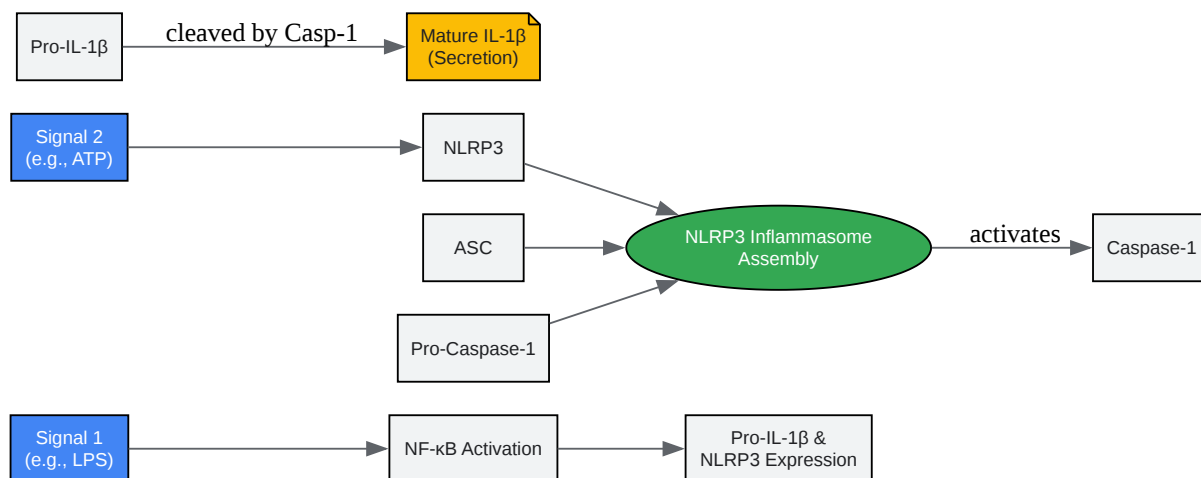 Pro-IL-1β
cleaved by Casp-1
Mature IL-1β
(Secretion)
Signal 2
(e.g., ATP)
NLRP3
ASC
NLRP3 Inflammasome
Assembly
activates
Caspase-1
Pro-Caspase-1
Signal 1
(e.g., LPS)
NF-κB Activation
Pro-IL-1β &
NLRP3 Expression